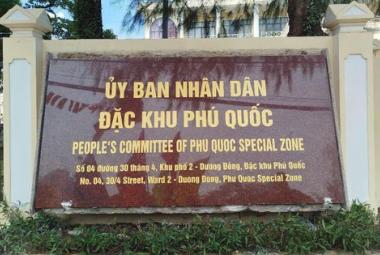 ỦY BAN NHÂN DÂN
ĐẶC KHU PHÚ QUỐC
PEOPLE'S COMMITTEE OF PHU QUOC SPECIAL ZONE
Số 04 đường 30 tháng 4, Khu phố 2 - Dương Đông, Đặc khu Phú Quốc
No. 04, 30/4 Street, Ward 2 - Duong Dong, Phu Quoc Special Zone